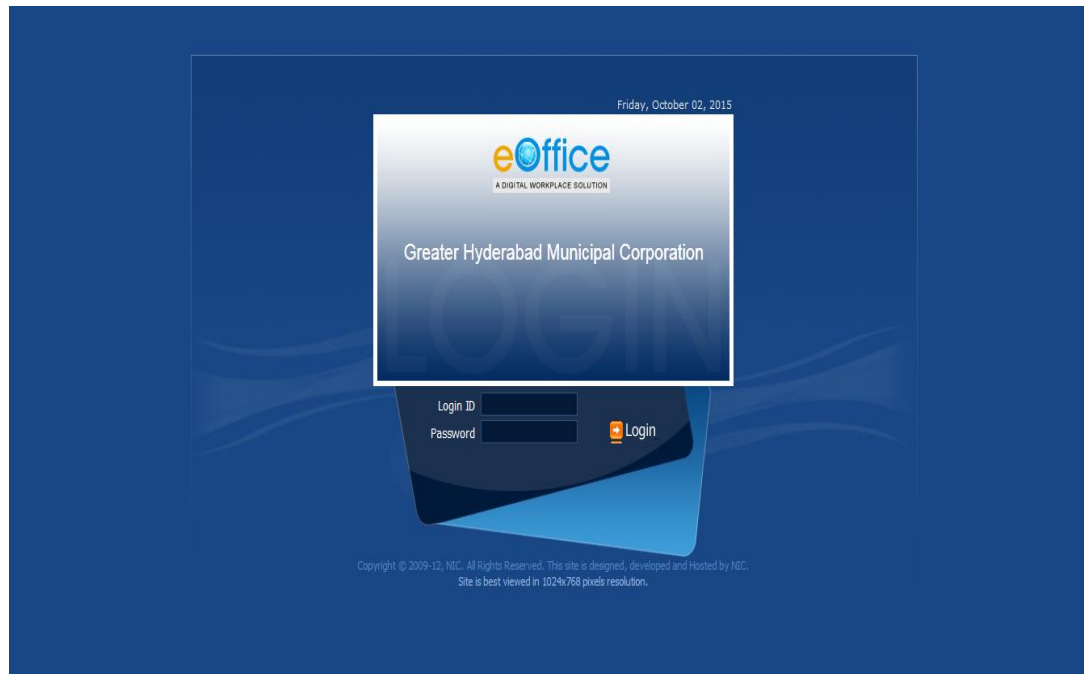 Friday, October 02, 2015
eOffice
A DIGITAL WORKPLACE SOLUTION
Greater Hyderabad Municipal Corporation
LOGIN
Login ID
Password
Login
Copyright © 2009-12, NIC. All Rights Reserved. This site is designed, developed and Hosted by NIC.
Site is best viewed in 1024x768 pixels resolution.